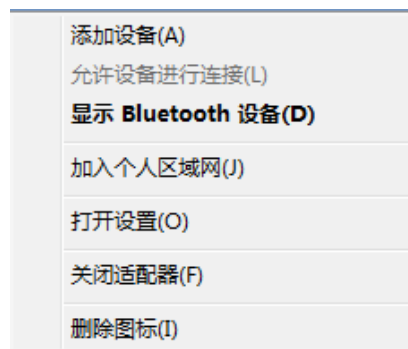 添加设备(A)
允许设备进行连接(L)
显示 Bluetooth 设备(D)
加入个人区域网(J)
打开设置(O)
关闭适配器(F)
删除图标(I)